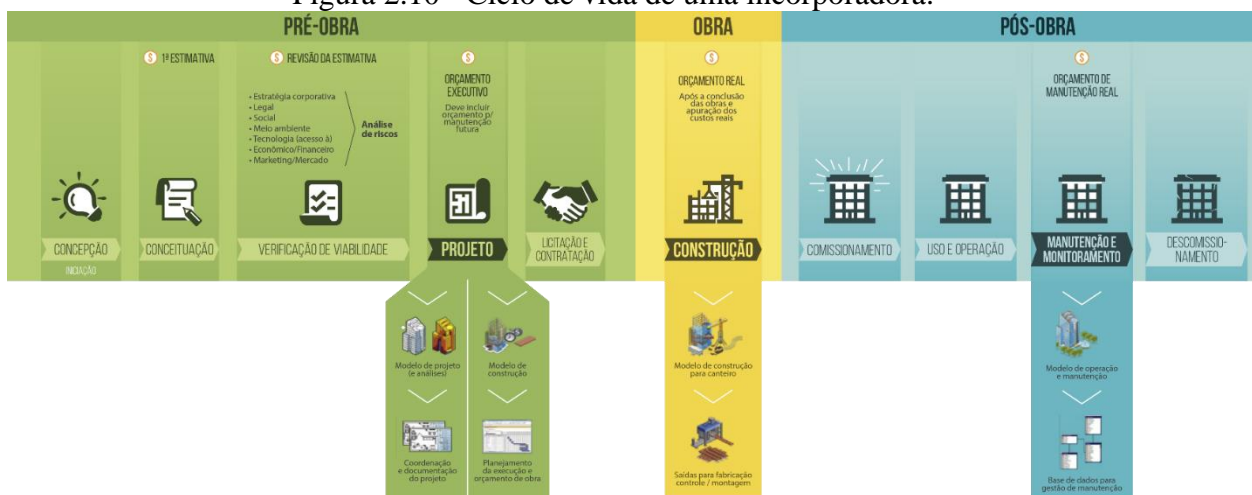 Figura 2.10 - Ciclo de vida de uma incorporadora.
PRÉ-OBRA
OBRA
PÓS-OBRA
$ 1ª ESTIMATIVA
$ REVISÃO DA ESTIMATIVA
• Estratégia corporativa
• Legal
• Social
• Meio ambiente
• Tecnologia (acesso à)
• Econômico/Financeiro
• Marketing/Mercado
Análise
de riscos
$
ORÇAMENTO
EXECUTIVO
Deve incluir
orçamento p/
manutenção
futura
$
ORÇAMENTO REAL
Após a conclusão
das obras e
apuração dos
custos reais
$
ORÇAMENTO DE
MANUTENÇÃO REAL
CONCEPÇÃO
INICIAÇÃO
CONCEITUAÇÃO
VERIFICAÇÃO DE VIABILIDADE
PROJETO
LICITAÇÃO E
CONTRATAÇÃO
CONSTRUÇÃO
COMISSIONAMENTO
USO E OPERAÇÃO
MANUTENÇÃO E
MONITORAMENTO
DESCOMISSIO-
NAMENTO
Modelo de projeto
(e análises)
Modelo de
construção
Modelo de construção
para canteiro
Modelo de operação
e manutenção
Coordenação
e documentação
do projeto
Planejamento
da execução e
orçamento de obra
Saídas para fabricação
controle / montagem
Base de dados para
gestão de manutenção